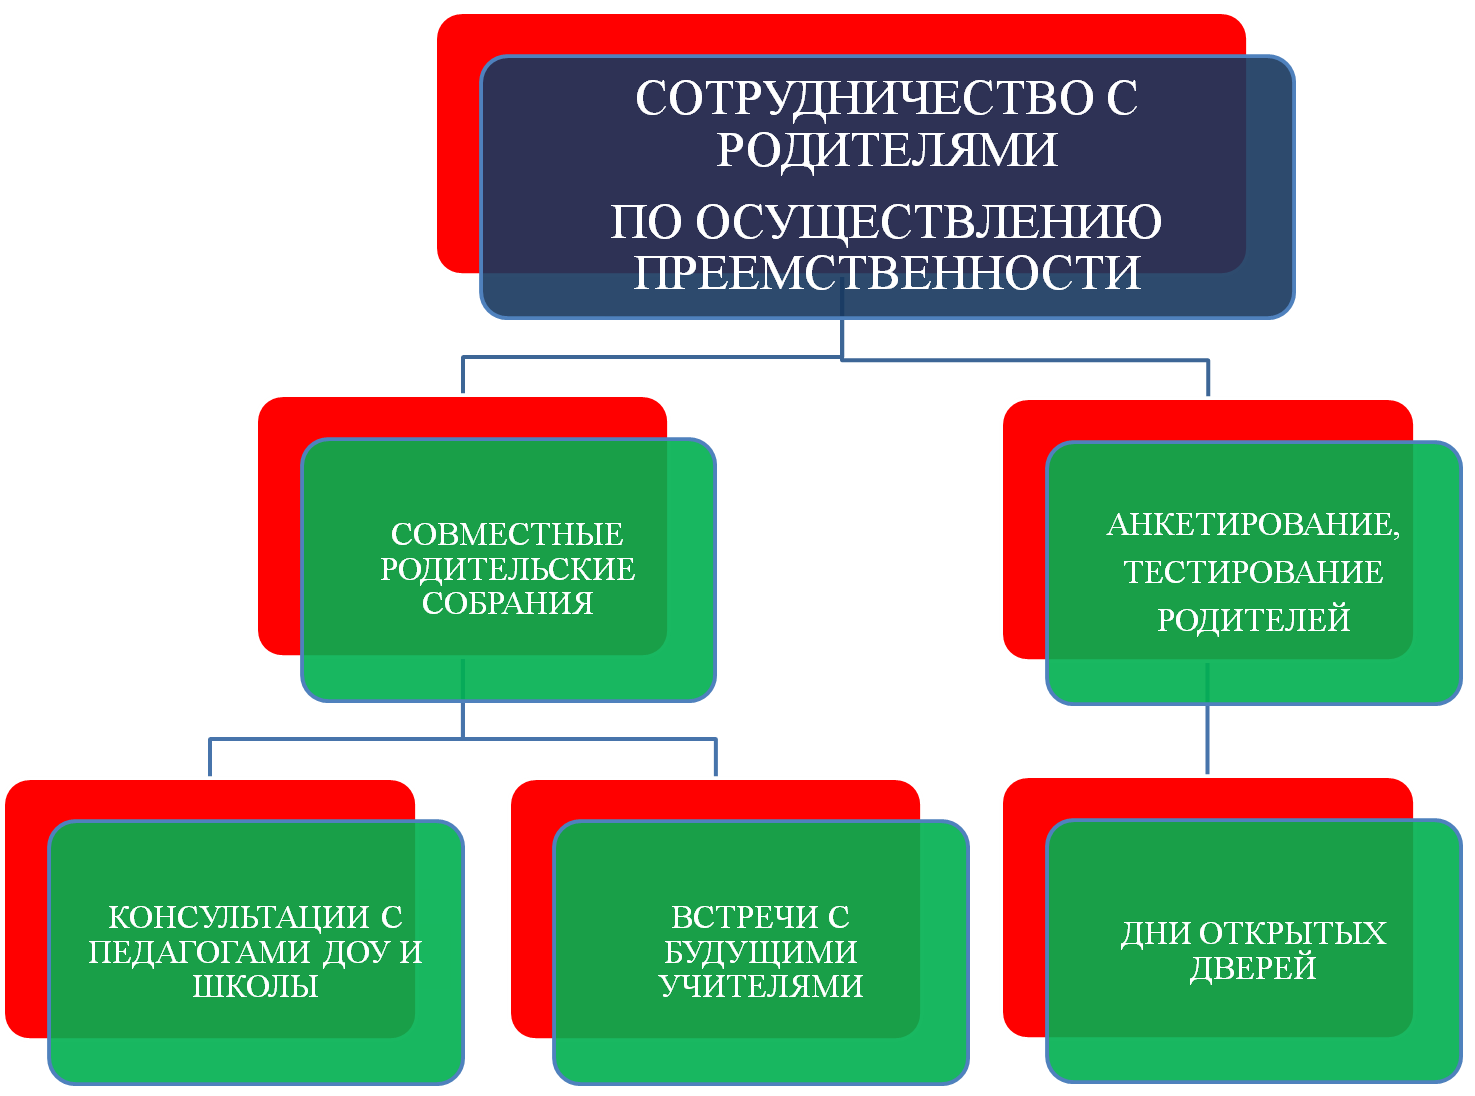 СОТРУДНИЧЕСТВО С
РОДИТЕЛЯМИ
ПО ОСУЩЕСТВЛЕНИЮ
ПРЕЕМСТВЕННОСТИ
СОВМЕСТНЫЕ
РОДИТЕЛЬСКИЕ
СОБРАНИЯ
АНКЕТИРОВАНИЕ,
ТЕСТИРОВАНИЕ
РОДИТЕЛЕЙ
КОНСУЛЬТАЦИИ С
ПЕДАГОГАМИ ДОУ И
ШКОЛЫ
ВСТРЕЧИ С
БУДУЩИМИ
УЧИТЕЛЯМИ
ДНИ ОТКРЫТЫХ
ДВЕРЕЙ